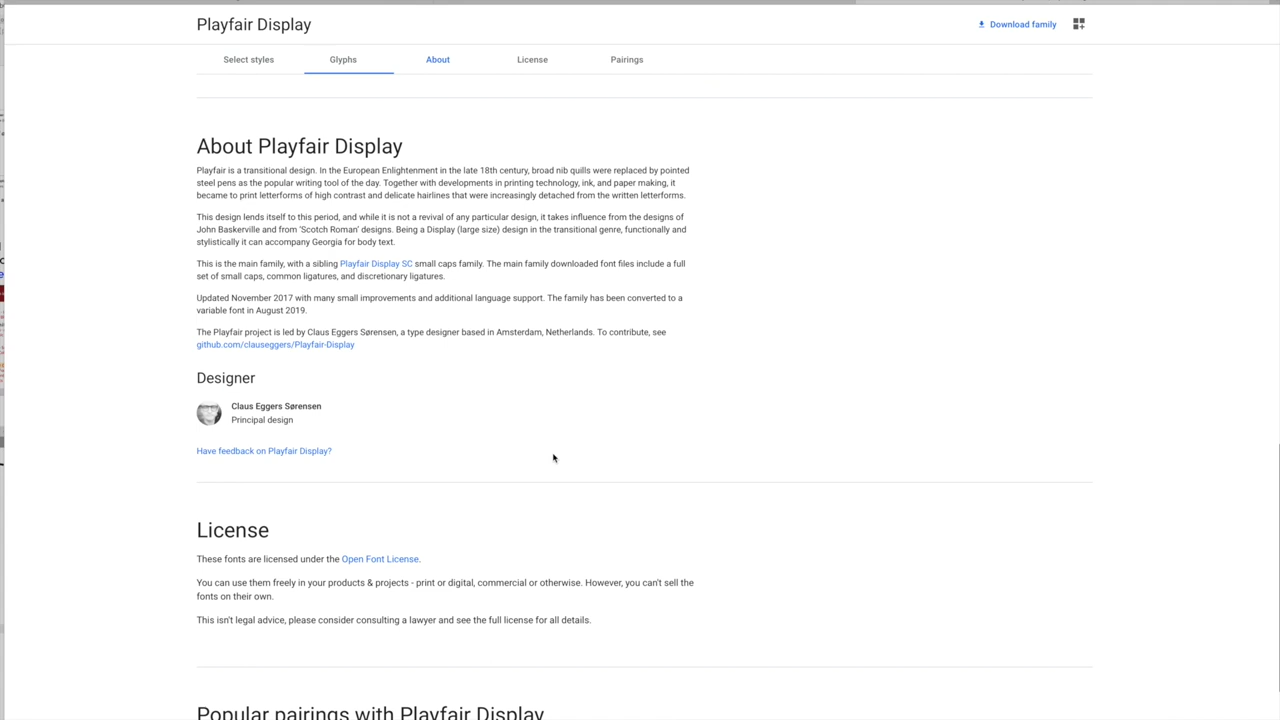 Playfair Display
Download family
Select styles
Glyphs
About
License
Pairings
About Playfair Display
Playfair is a transitional design. In the European Enlightenment in the late 18th century, broad nib quills were replaced by pointed
steel pens as the popular writing tool of the day. Together with developments in printing technology, ink, and paper making, it
became to print letterforms of high contrast and delicate hairlines that were increasingly detached from the written letterforms.
This design lends itself to this period, and while it is not a revival of any particular design, it takes influence from the designs of
John Baskerville and from ‘Scotch Roman’ designs. Being a Display (large size) design in the transitional genre, functionally and
stylistically it can accompany Georgia for body text.
This is the main family, with a sibling Playfair Display SC small caps family. The main family downloaded font files include a full
set of small caps, common ligatures, and discretionary ligatures.
Updated November 2017 with many small improvements and additional language support. The family has been converted to a
variable font in August 2019.
The Playfair project is led by Claus Eggers Sørensen, a type designer based in Amsterdam, Netherlands. To contribute, see
github.com/clauseggers/Playfair-Display
Designer
Claus Eggers Sørensen
Principal design
Have feedback on Playfair Display?
License
These fonts are licensed under the Open Font License.
You can use them freely in your products & projects - print or digital, commercial or otherwise. However, you can't sell the
fonts on their own.
This isn't legal advice, please consider consulting a lawyer and see the full license for all details.
Popular pairings with Playfair Display